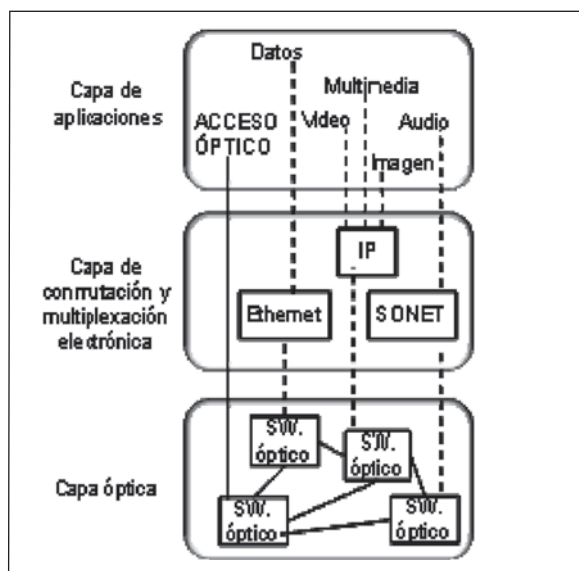 Capa de
aplicaciones
Datos
Multimedia
ACCESO
ÓPTICO
Video
Audio
Imagen
Capa de
conmutación y
multiplexación
electrónica
IP
Ethernet
SONET
Capa óptica
SW.
óptico
SW.
óptico
SW.
óptico
SW.
óptico